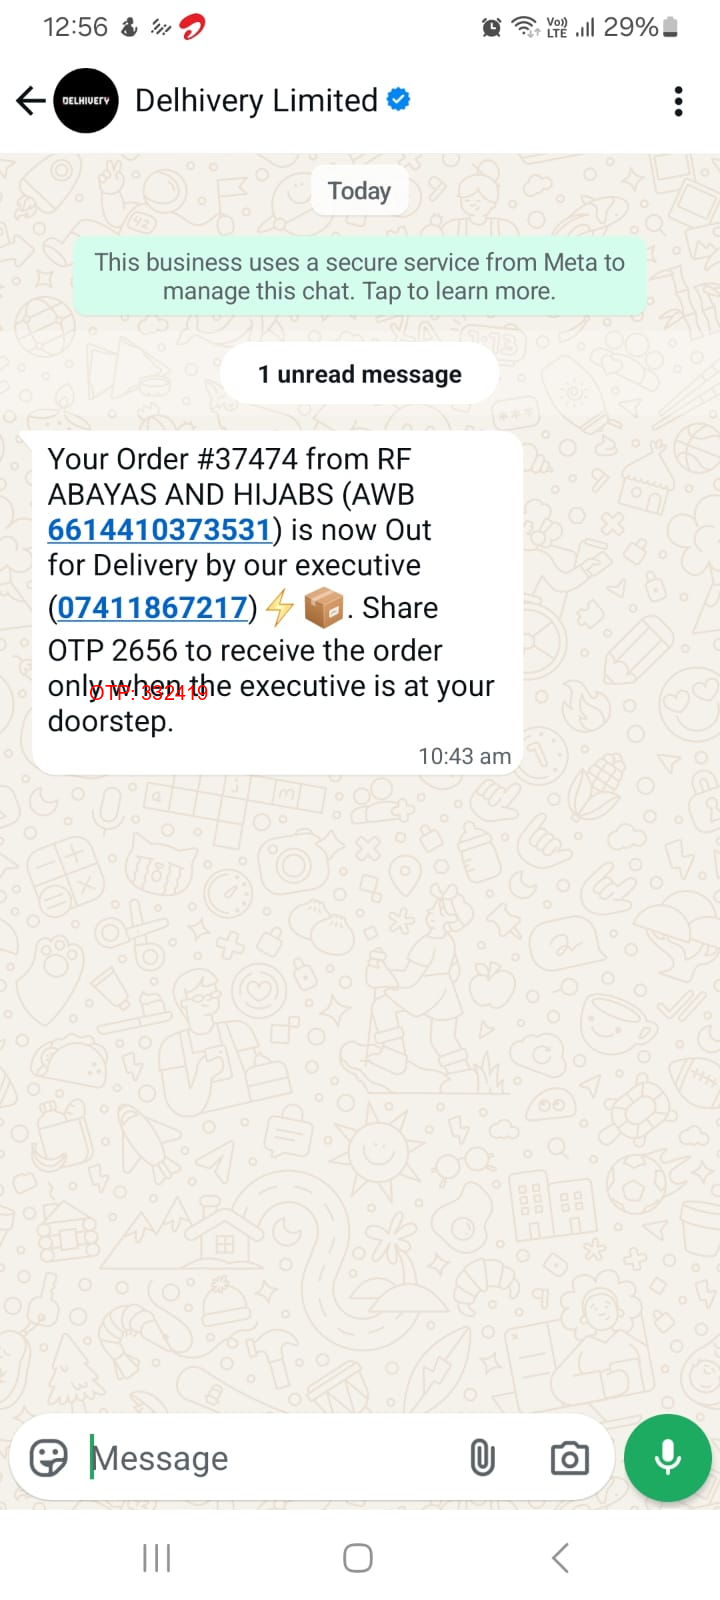 12:56
Vo))
LTE
29%
DELHIVERY
Delhivery Limited
Today
This business uses a secure service from Meta to
manage this chat. Tap to learn more.
1 unread message
Your Order #37474 from RF
ABAYAS AND HIJABS (AWB
6614410373531) is now Out
for Delivery by our executive
(07411867217)⚡📦. Share
OTP 2656 to receive the order
only when the executive is at your
OTP: 332419
doorstep.
10:43 am
Message